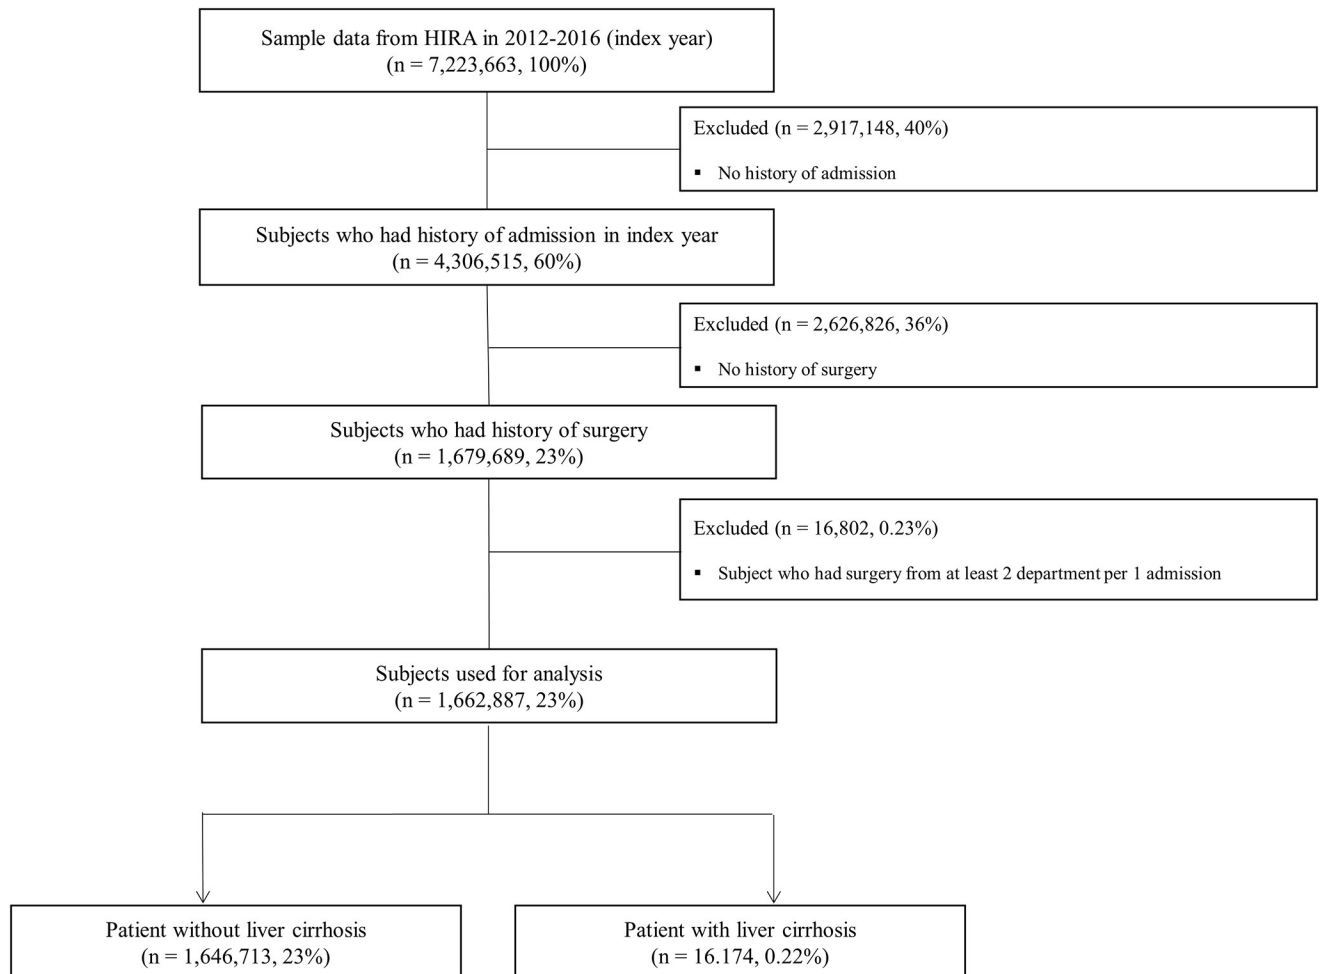 Sample data from HIRA in 2012-2016 (index year)
(n = 7,223,663, 100%)
Excluded (n = 2,917,148, 40%)
▪ No history of admission
Subjects who had history of admission in index year
(n = 4,306,515, 60%)
Excluded (n = 2,626,826, 36%)
▪ No history of surgery
Subjects who had history of surgery
(n = 1,679,689, 23%)
Excluded (n = 16,802, 0.23%)
▪ Subject who had surgery from at least 2 department per 1 admission
Subjects used for analysis
(n = 1,662,887, 23%)
Patient without liver cirrhosis
(n = 1,646,713, 23%)
Patient with liver cirrhosis
(n = 16.174, 0.22%)